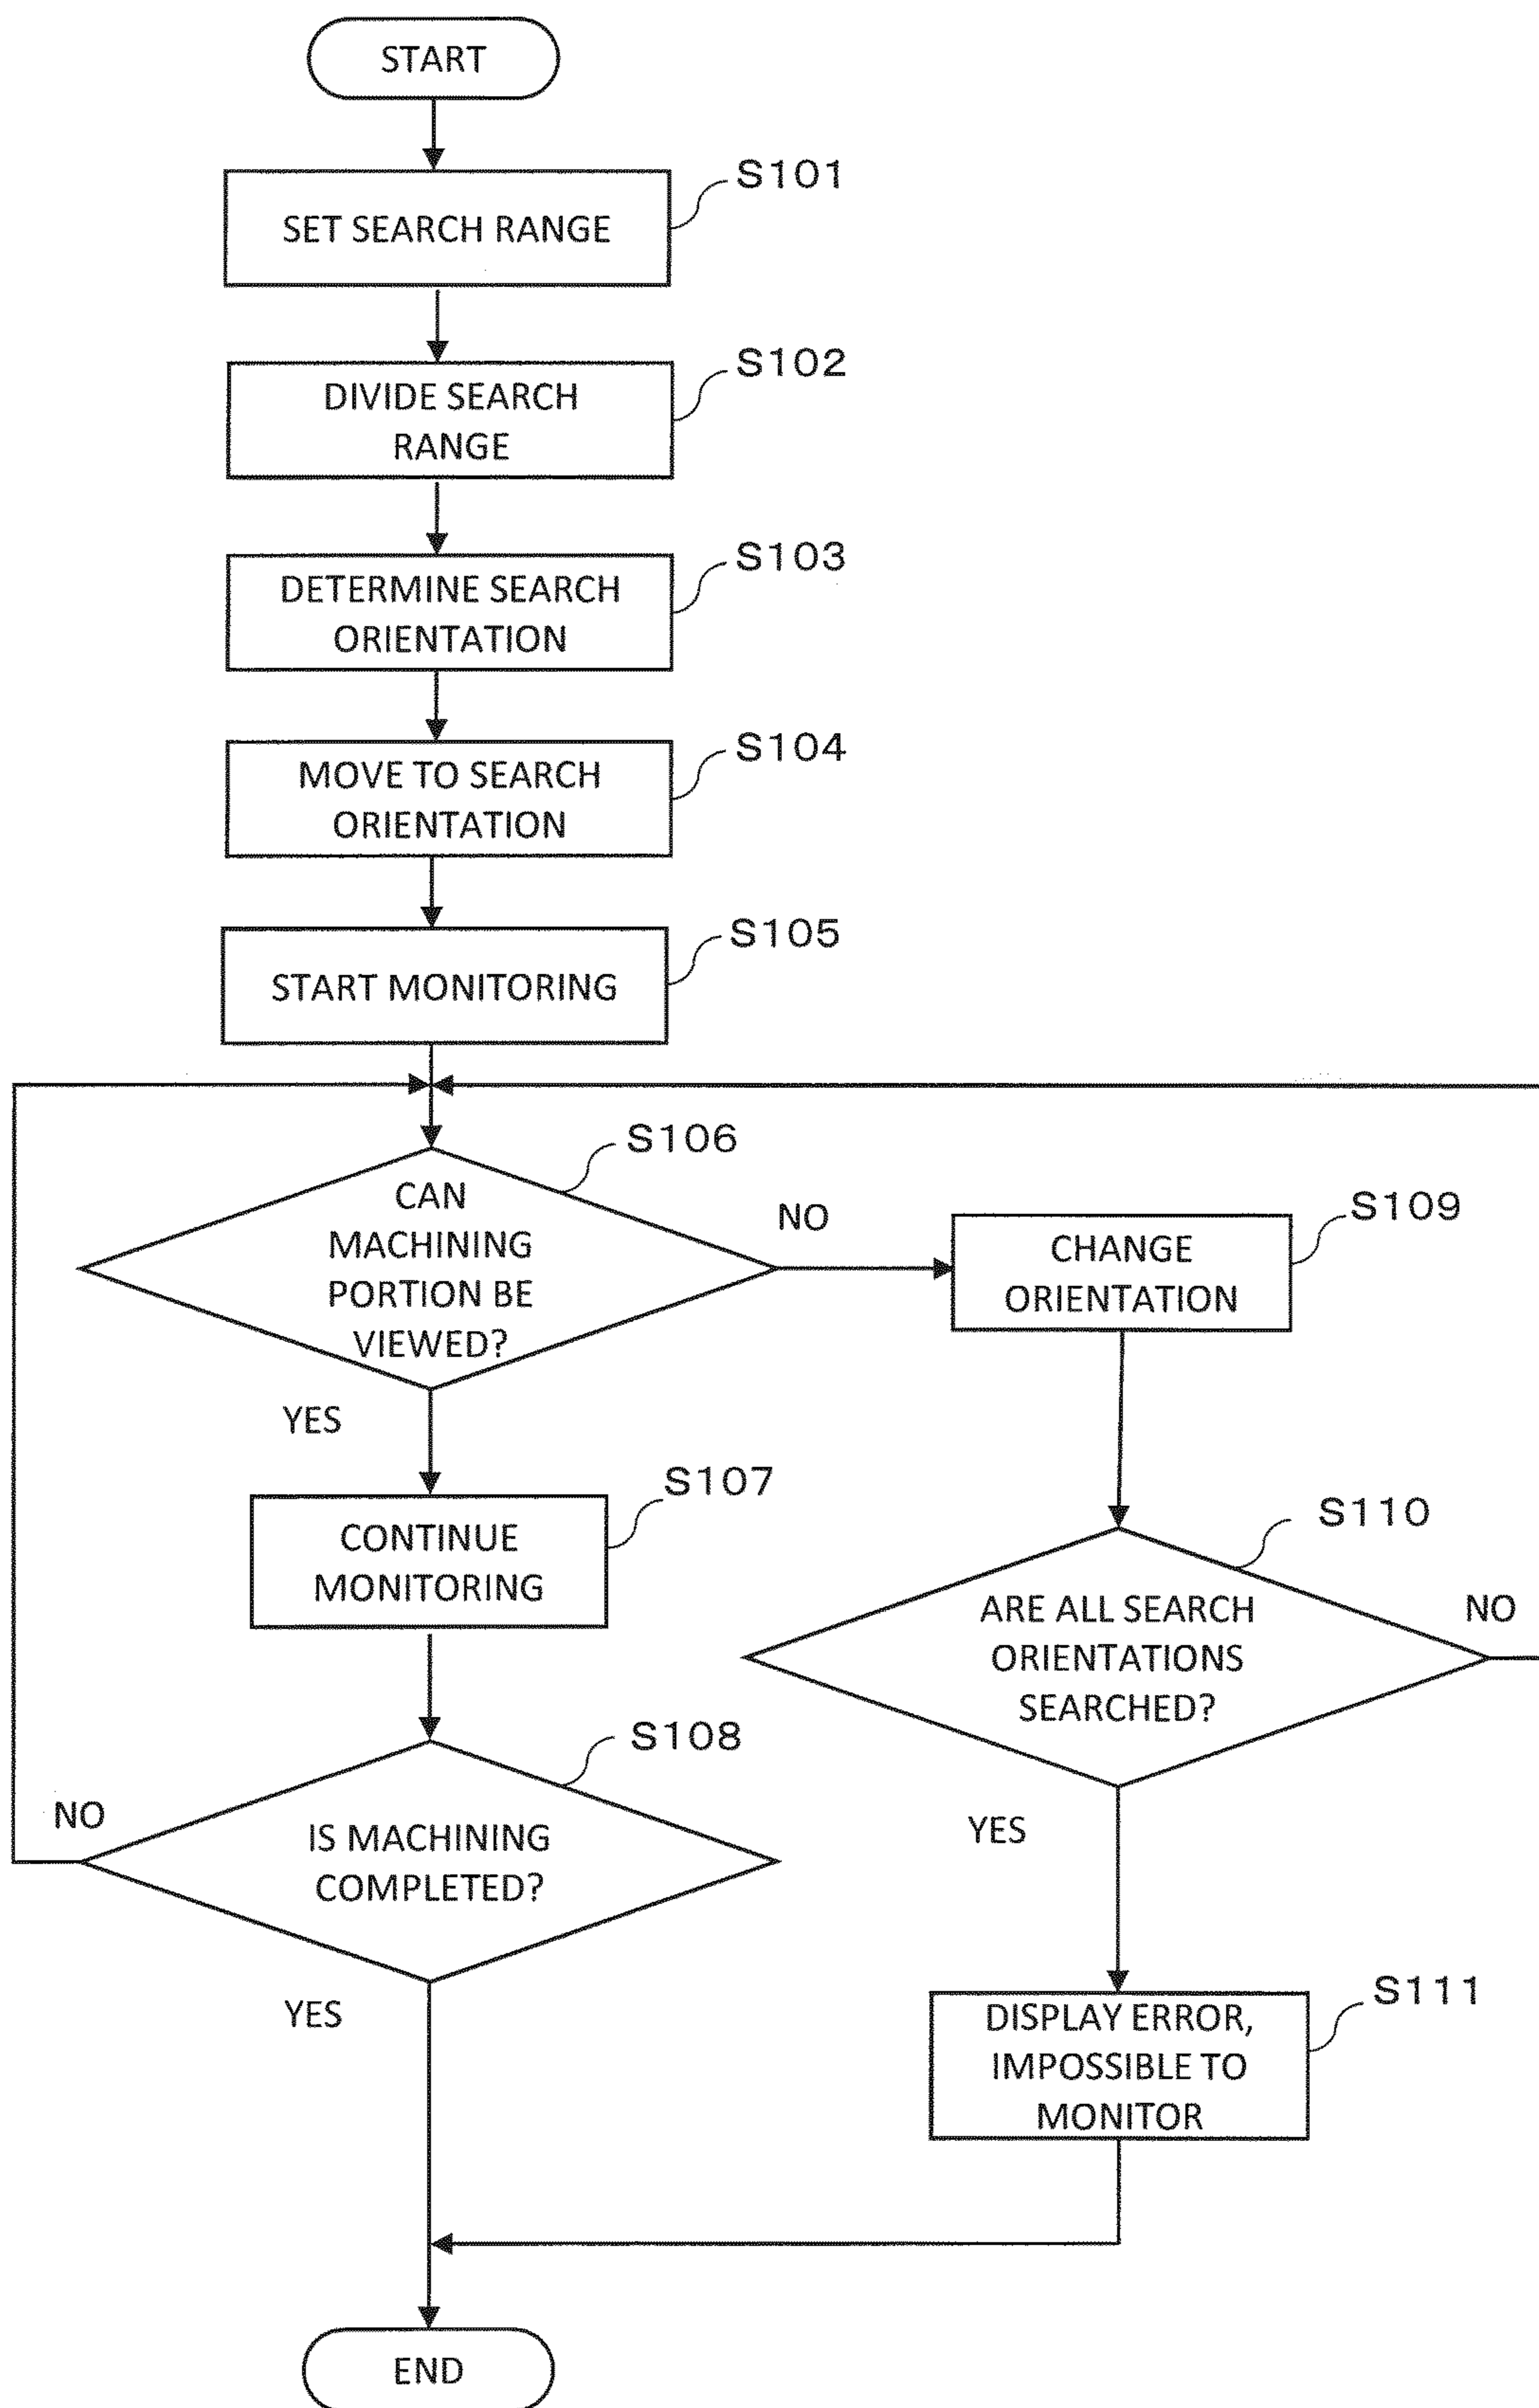 START
S101
SET SEARCH RANGE
S102
DIVIDE SEARCH
RANGE
S103
DETERMINE SEARCH
ORIENTATION
S104
MOVE TO SEARCH
ORIENTATION
S105
START MONITORING
S106
CAN
MACHINING
PORTION BE
VIEWED?
NO
YES
S109
CHANGE
ORIENTATION
S107
CONTINUE
MONITORING
S110
ARE ALL SEARCH
ORIENTATIONS
SEARCHED?
NO
YES
S108
IS MACHINING
COMPLETED?
NO
YES
S111
DISPLAY ERROR,
IMPOSSIBLE TO
MONITOR
END